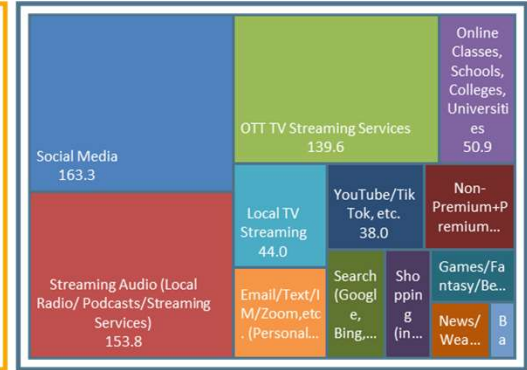 Social Media
163.3
OTT TV Streaming Services
139.6
Online
Classes,
Schools,
Colleges,
Universiti
es
50.9
Streaming Audio (Local
Radio/ Podcasts/Streaming
Services)
153.8
Local TV
Streaming
44.0
YouTube/Tik
Tok, etc.
38.0
Non-
Premium+P
remium...
Email/Text/I
M/Zoom,etc
. (Personal...
Search
(Googl
e,
Bing,...
Sho
ppin
g
(in...
Games/Fa
ntasy/Be...
News/
Wea...
Ba